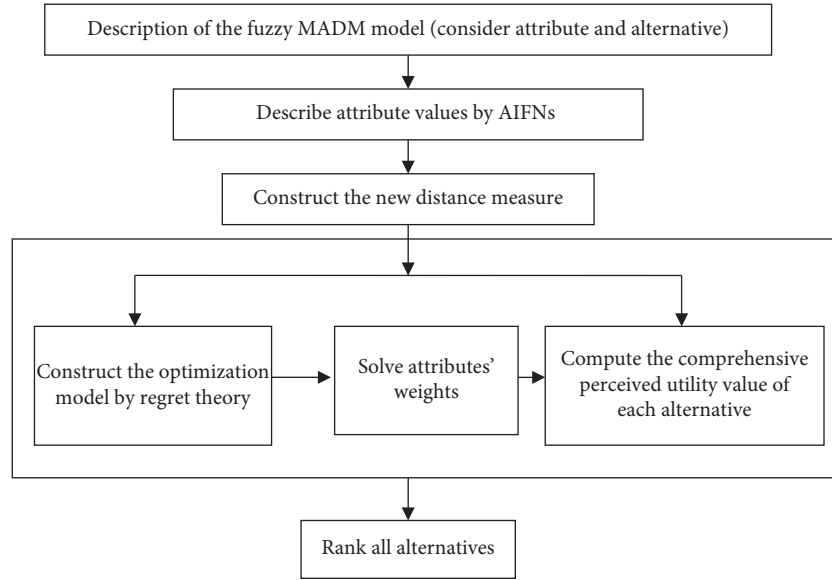 Description of the fuzzy MADM model (consider attribute and alternative)
Describe attribute values by AIFNs
Construct the new distance measure
Construct the optimization
model by regret theory
Solve attributes’
weights
Compute the comprehensive
perceived utility value of
each alternative
Rank all alternatives